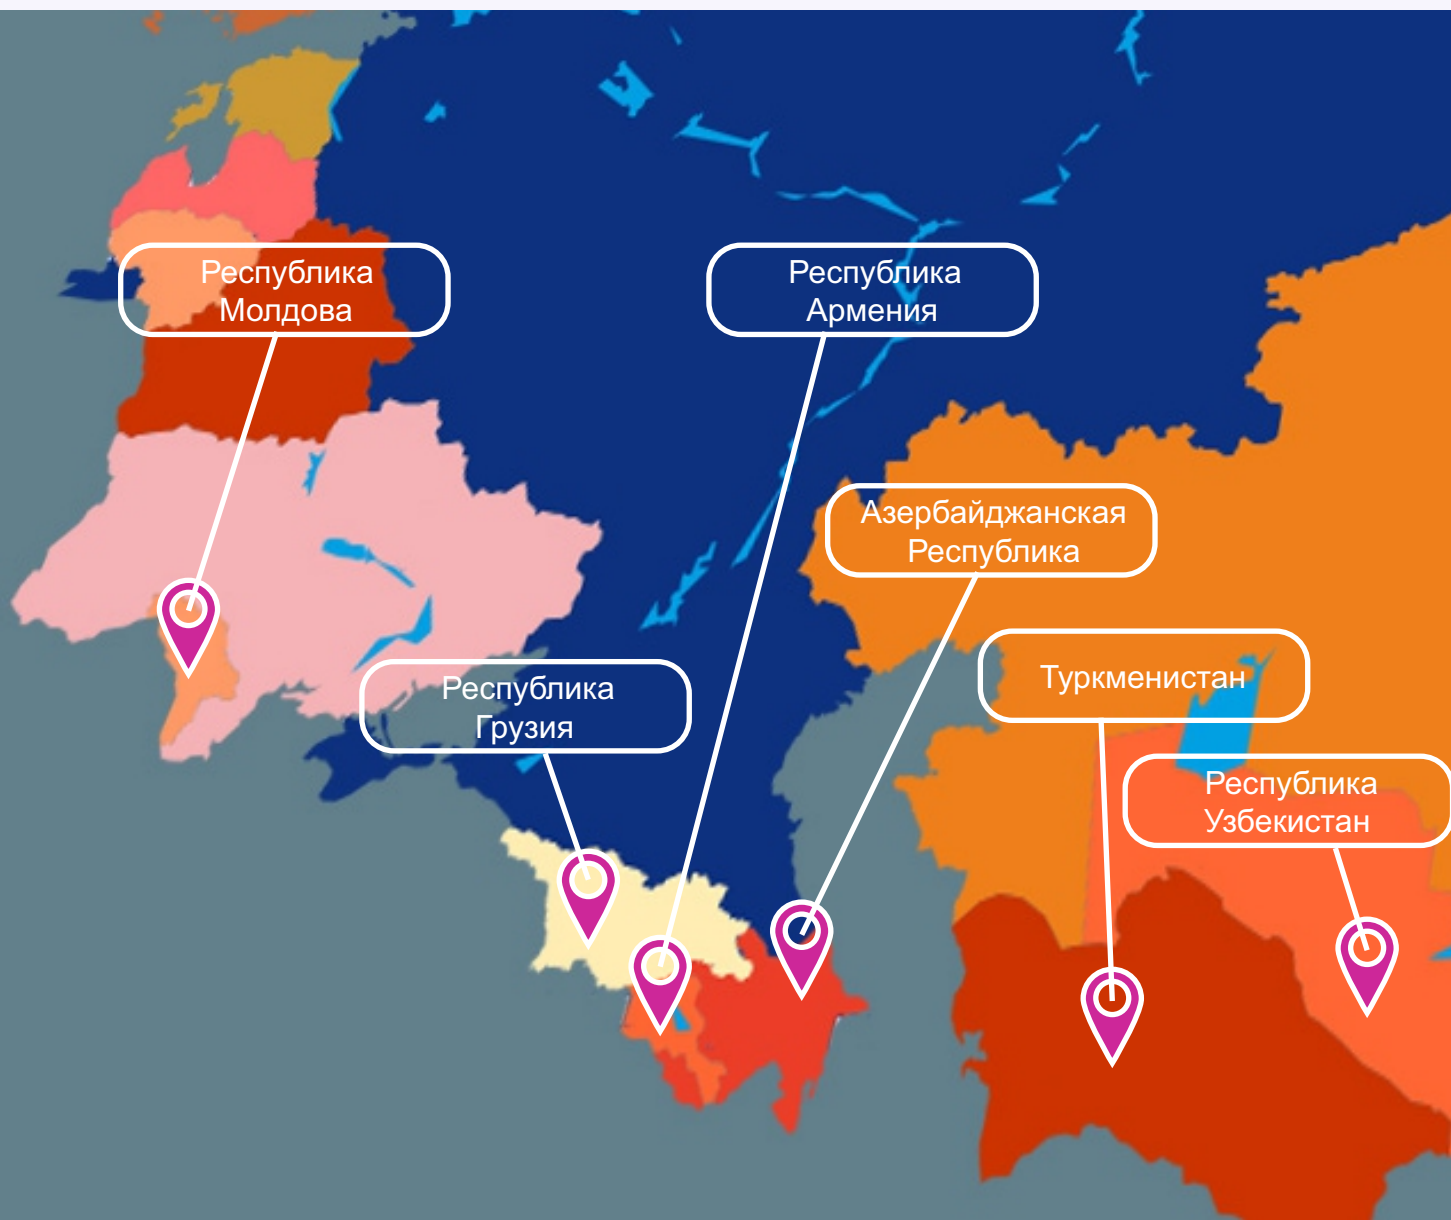 Республика
Молдова
Республика
Армения
Азербайджанская
Республика
Туркменистан
Республика
Грузия
Республика
Узбекистан